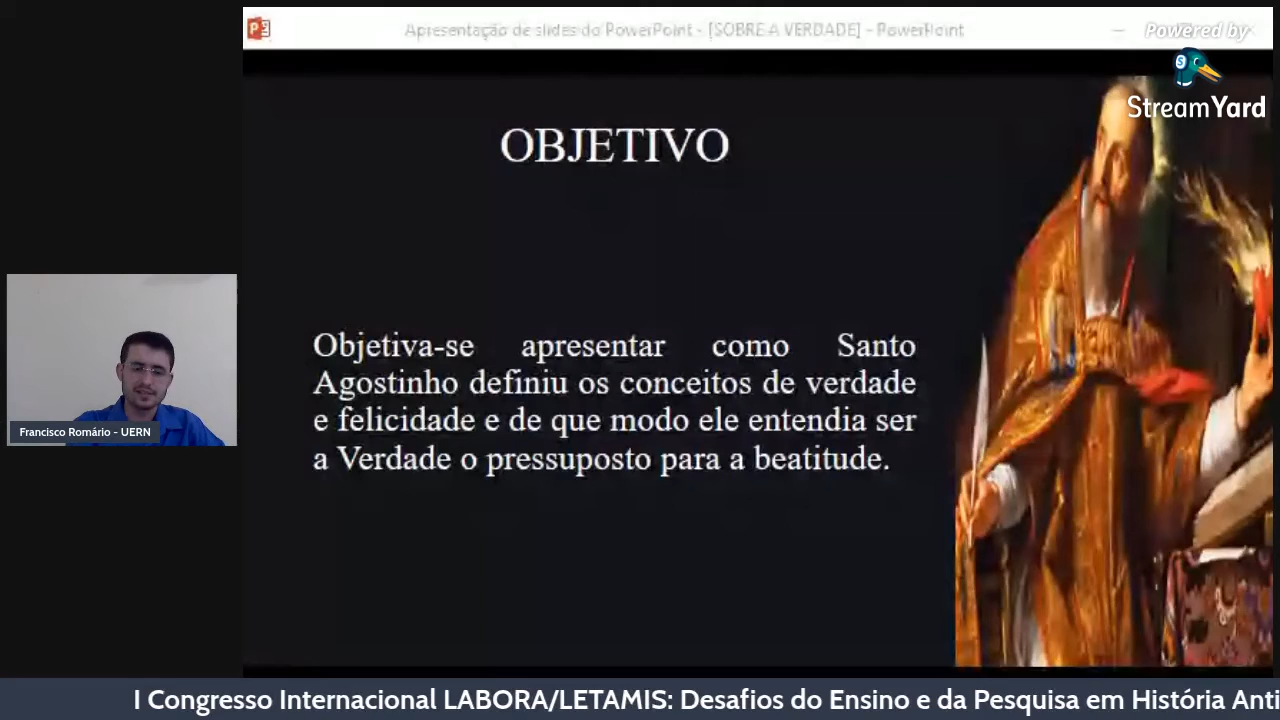 Apresentação de slides do PowerPoint - [SOBRE A VERDADE] - PowerPoint
Powered by
StreamYard
OBJETIVO
Objetiva-se apresentar como Santo
Agostinho definiu os conceitos de verdade
e felicidade e de que modo ele entendia ser
a Verdade o pressuposto para a beatitude.
Francisco Romário - UERN
I Congresso Internacional LABORA/LETAMIS: Desafios do Ensino e da Pesquisa em História Anti